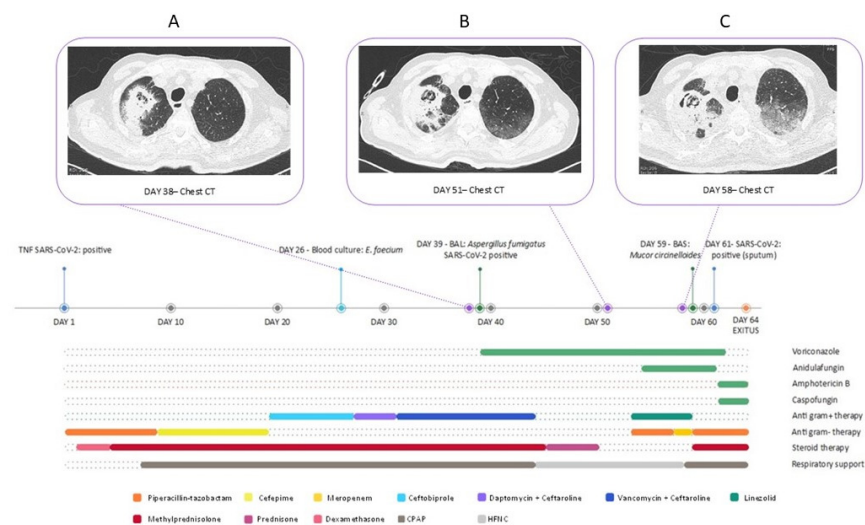 A
B
C
DAY 38– Chest CT
DAY 51– Chest CT
DAY 58– Chest CT
TNF SARS-CoV-2: positive
DAY 26 - Blood culture: E. faecium
DAY 39 - BAL: Aspergillus fumigatus
SARS-CoV-2 positive
DAY 59 - BAS:
Mucor circinelloides
DAY 61- SARS-CoV-2:
positive (sputum)
DAY 1
DAY 10
DAY 20
DAY 30
DAY 40
DAY 50
DAY 60
DAY 64
EXITUS
Voriconazole
Anidulafungin
Amphotericin B
Caspofungin
Anti gram+ therapy
Anti gram- therapy
Steroid therapy
Respiratory support
Piperacillin-tazobactam
Cefepime
Meropenem
Ceftobiprole
Daptomycin + Ceftaroline
Vancomycin + Ceftaroline
Linezolid
Methylprednisolone
Prednisone
Dexamethasone
CPAP
HFNC